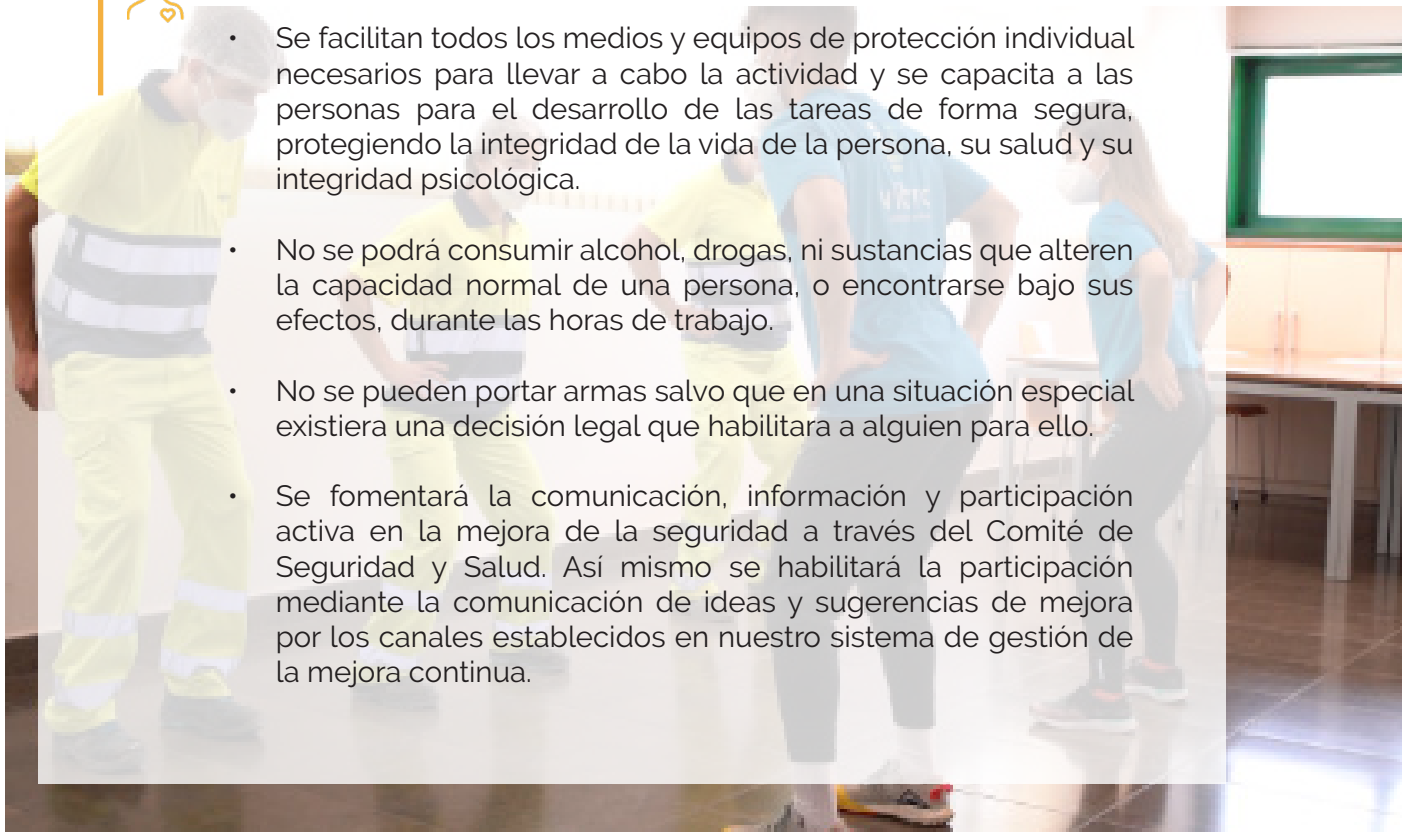 • Se facilitan todos los medios y equipos de protección individual
necesarios para llevar a cabo la actividad y se capacita a las
personas para el desarrollo de las tareas de forma segura,
protegiendo la integridad de la vida de la persona, su salud y su
integridad psicológica.
• No se podrá consumir alcohol, drogas, ni sustancias que alteren
la capacidad normal de una persona, o encontrarse bajo sus
efectos, durante las horas de trabajo.
• No se pueden portar armas salvo que en una situación especial
existiera una decisión legal que habilitara a alguien para ello.
• Se fomentará la comunicación, información y participación
activa en la mejora de la seguridad a través del Comité de
Seguridad y Salud. Así mismo se habilitará la participación
mediante la comunicación de ideas y sugerencias de mejora
por los canales establecidos en nuestro sistema de gestión de
la mejora continua.